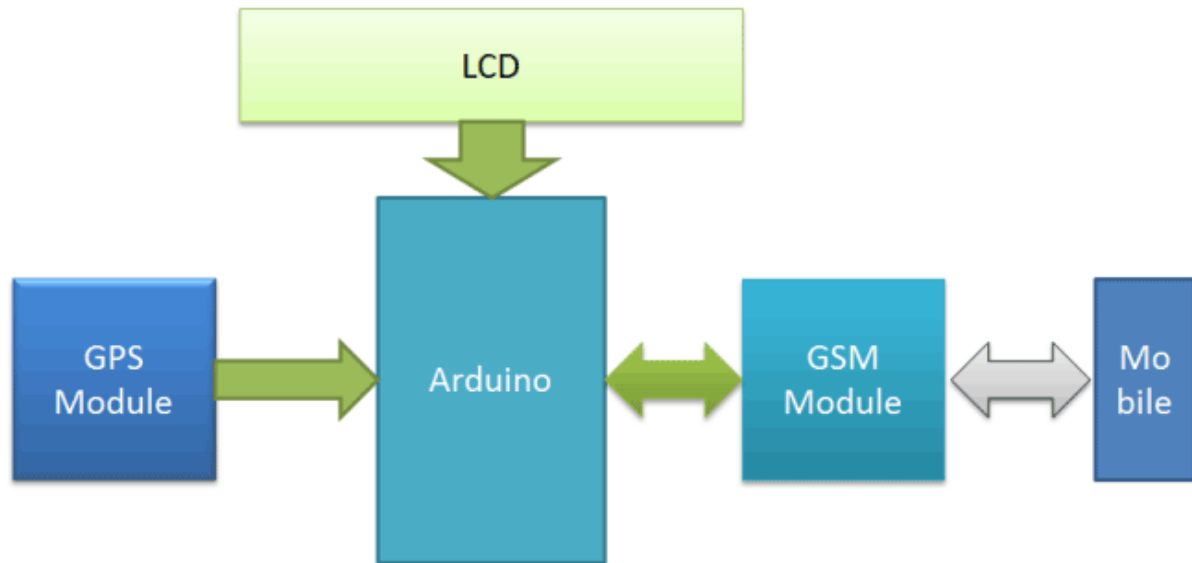 LCD
GPS
Module
Arduino
GSM
Module
Mo
bile